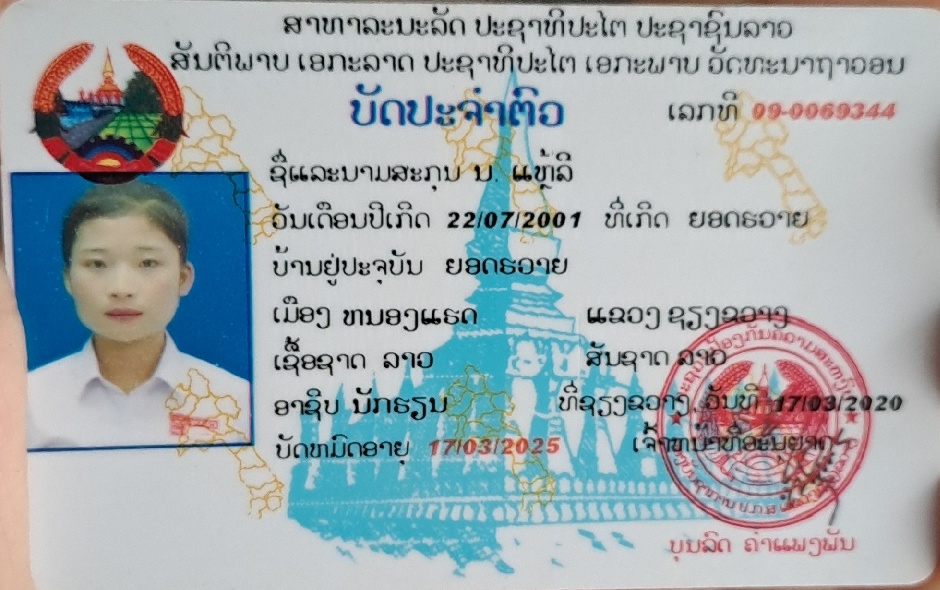 ສາທາລະນະລັດ ປະຊາທິປະໄຕ ປະຊາຊົນລາວ
ສັນຕິພາບ ເອກະລາດ ປະຊາທິປະໄຕ ເອກະພາບ ວັດທະນາຖາວອນ
ບັດປະຈຳຕົວ ເລກທີ 09-0069344
ຊື່ແລະນາມສະກຸນ ນ. ແທູ້ລິ
ວັນເດືອນປີເກີດ 22/07/2001 ທີ່ເກີດ ຍອດຮວາຍ
ບ້ານຢູ່ປະຈຸບັນ ຍອດຮວາຍ
ເມືອງ ຫນອງແຮດ ແຂວງ ຊຽງຂວາງ
ເຊື້ອຊາດ ລາວ ສັນຊາດ ລາວ
ອາຊີບ ນັກຮຽນ ທີ່ຊຽງຂວາງ, ວັນທີ 17/03/2020
ບັດຫມົດອາຍຸ 17/03/2025 ເຈົ້າຫນ້າທີ່ອະນຸຍາດ
ບຸນລົດ ຄຳແພງພັນ